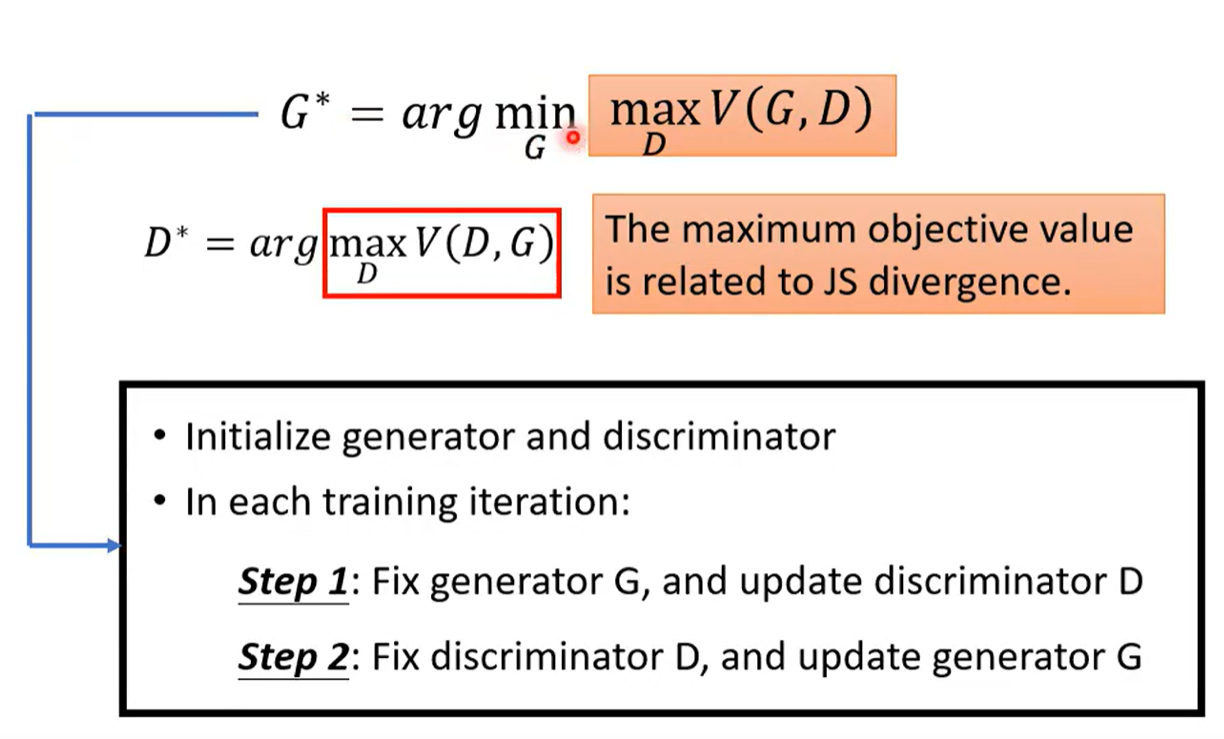 G* = arg min_G max_D V(G, D)
D* = arg max_D V(D, G)
The maximum objective value
is related to JS divergence.
• Initialize generator and discriminator
• In each training iteration:
Step 1: Fix generator G, and update discriminator D
Step 2: Fix discriminator D, and update generator G